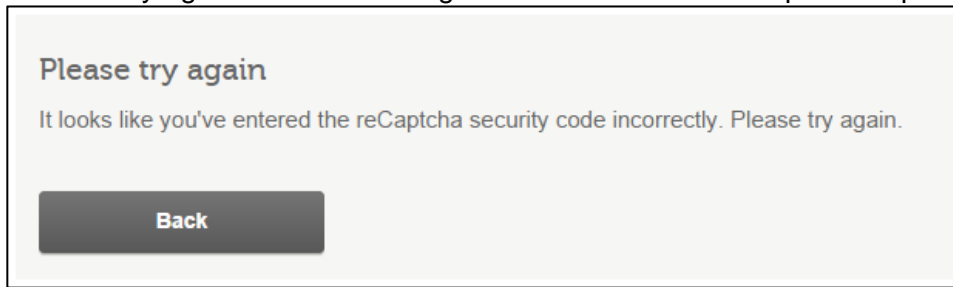 Please try again
It looks like you've entered the reCaptcha security code incorrectly. Please try again.
Back